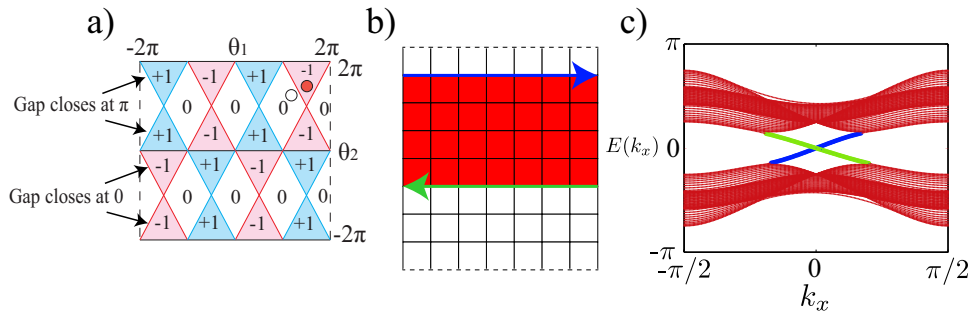 a)
b)
c)
-2π θ1 2π
2π
+1 -1 +1 -1
Gap closes at π
0 0 0 0
+1 -1 +1 -1
θ2
-1 +1 -1 +1
Gap closes at 0
0 0 0 0
-1 +1 -1 +1
-2π
π
E(kx) 0
-π
-π/2 0 π/2
kx